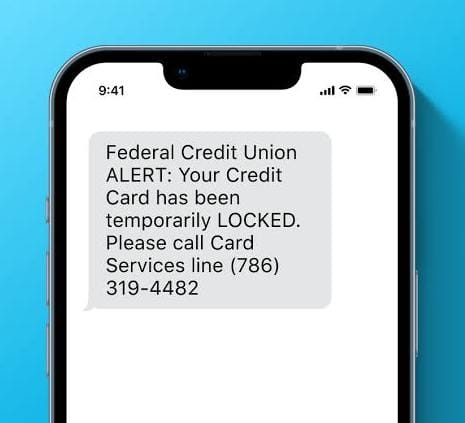 9:41
Federal Credit Union
ALERT: Your Credit
Card has been
temporarily LOCKED.
Please call Card
Services line (786)
319-4482